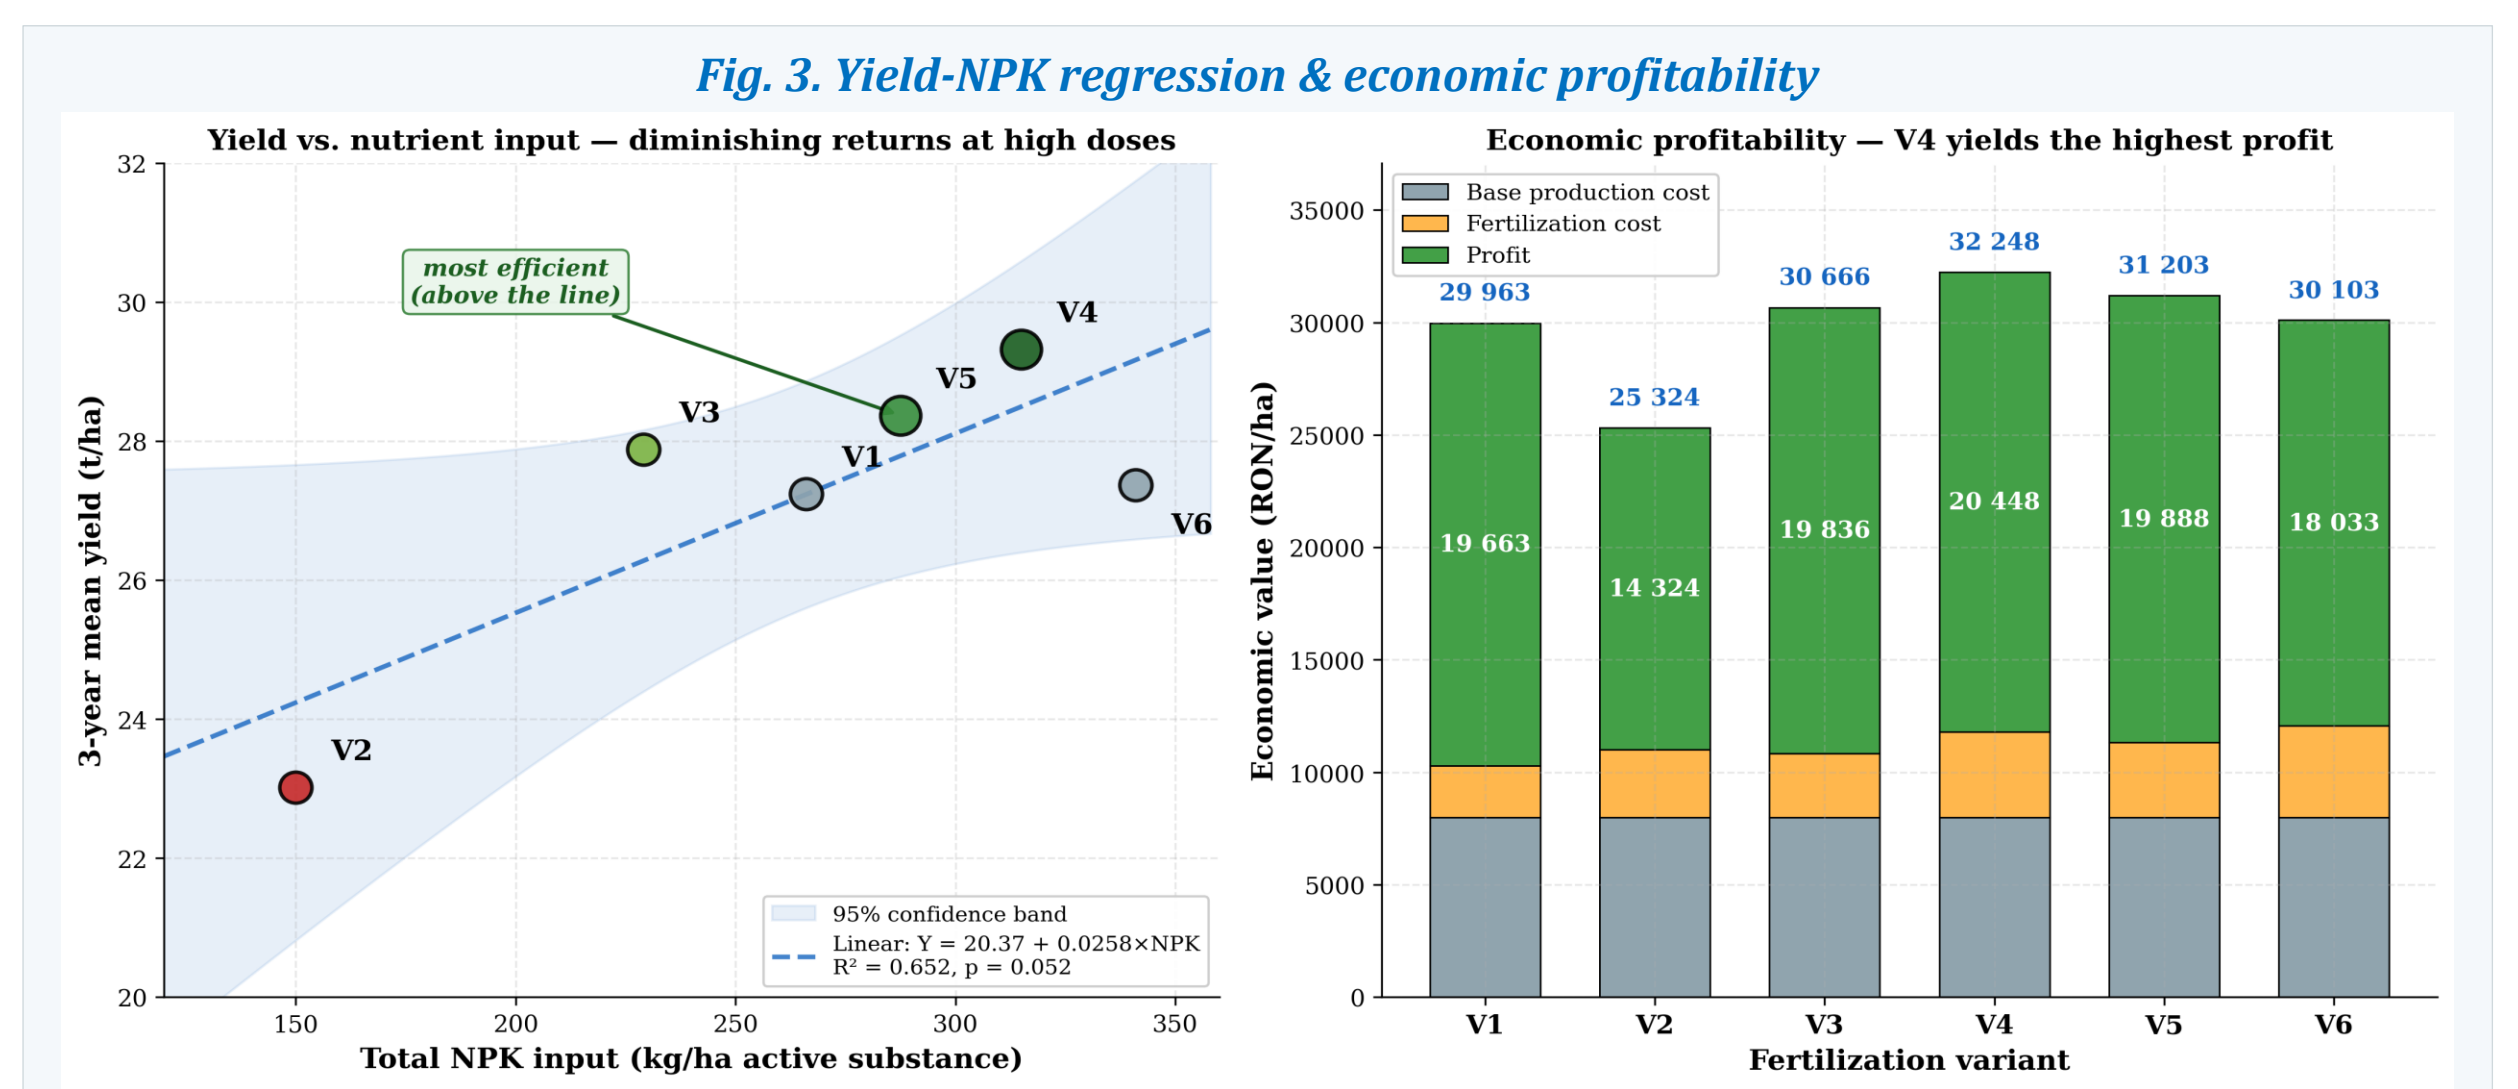 Fig. 3. Yield-NPK regression & economic profitability
Yield vs. nutrient input — diminishing returns at high doses
32
30
28
26
24
22
20
3-year mean yield (t/ha)
most efficient
(above the line)
V4
V5
V3
V1
V6
V2
95% confidence band
Linear: Y = 20.37 + 0.0258×NPK
R² = 0.652, p = 0.052
150
200
250
300
350
Total NPK input (kg/ha active substance)
Economic profitability — V4 yields the highest profit
35000
30000
25000
20000
15000
10000
5000
0
Economic value (RON/ha)
Base production cost
Fertilization cost
Profit
29 963
25 324
30 666
32 248
31 203
30 103
19 663
14 324
19 836
20 448
19 888
18 033
V1
V2
V3
V4
V5
V6
Fertilization variant